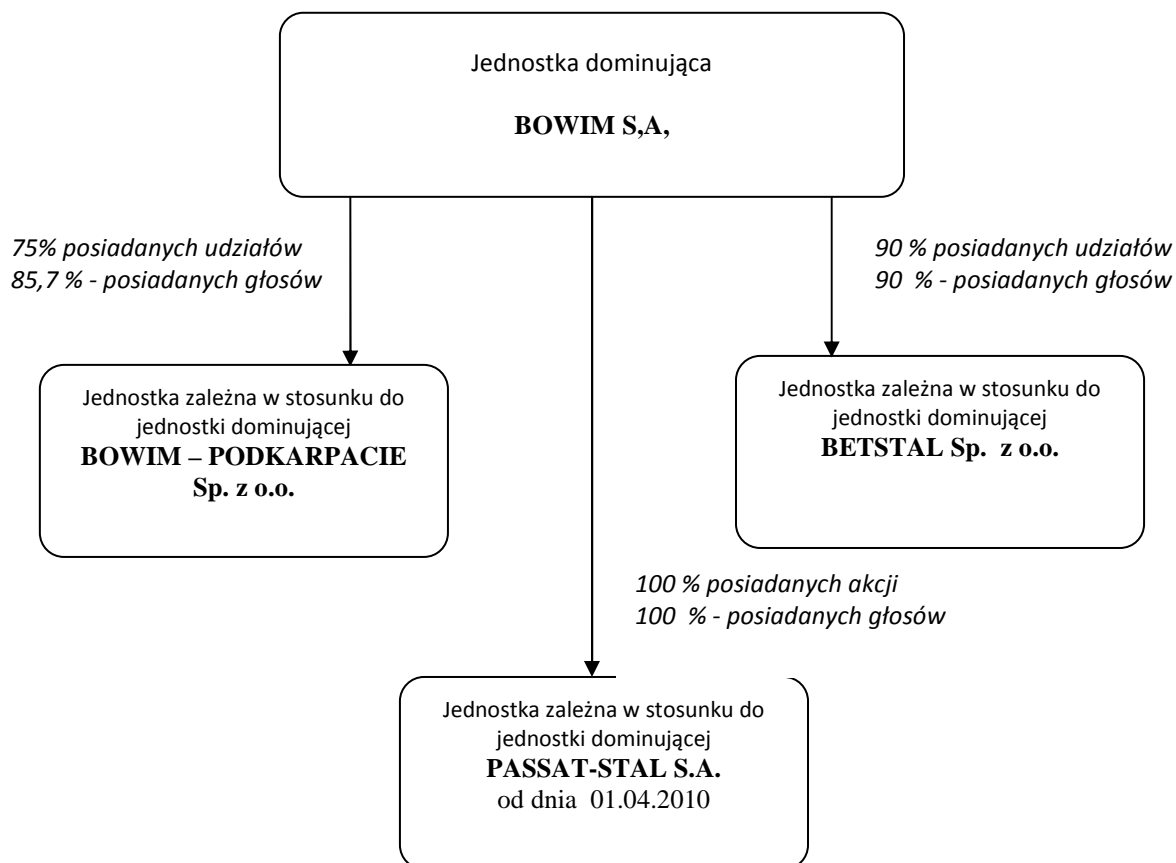 Jednostka dominująca
BOWIM S,A,
75% posiadanych udziałów
85,7 % - posiadanych głosów
90 % posiadanych udziałów
90 % - posiadanych głosów
Jednostka zależna w stosunku do
jednostki dominującej
BOWIM – PODKARPACIE
Sp. z o.o.
Jednostka zależna w stosunku do
jednostki dominującej
BETSTAL Sp. z o.o.
100 % posiadanych akcji
100 % - posiadanych głosów
Jednostka zależna w stosunku do
jednostki dominującej
PASSAT-STAL S.A.
od dnia 01.04.2010